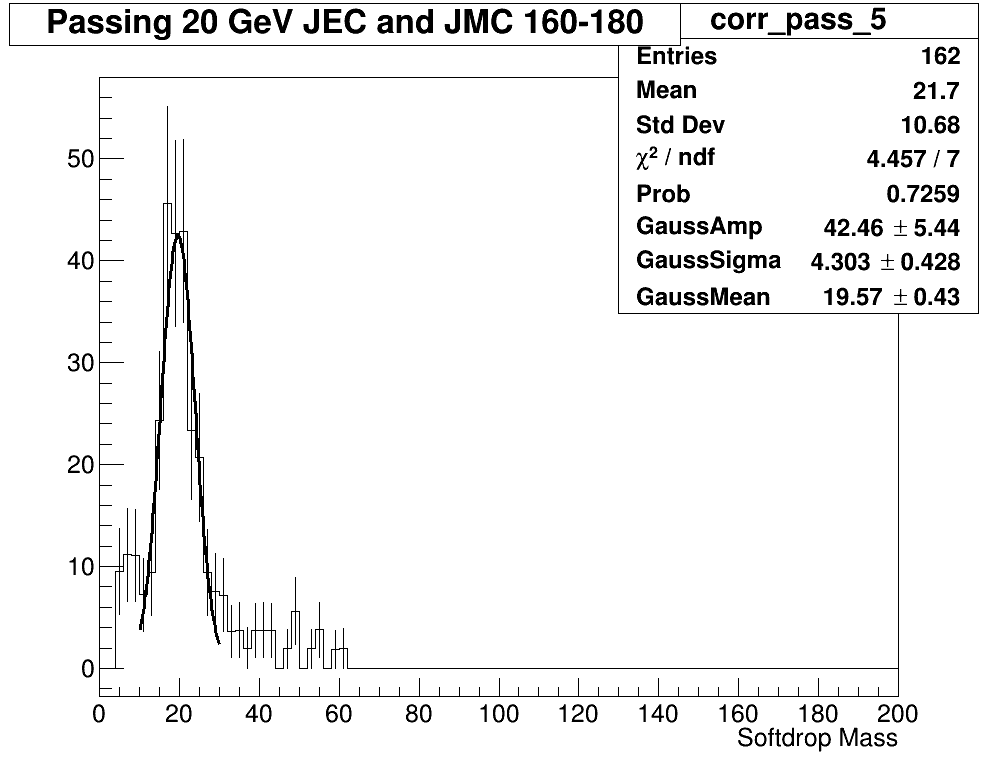 Passing 20 GeV JEC and JMC 160-180
corr_pass_5
Entries 162
Mean 21.7
Std Dev 10.68
χ² / ndf 4.457 / 7
Prob 0.7259
GaussAmp 42.46 ± 5.44
GaussSigma 4.303 ± 0.428
GaussMean 19.57 ± 0.43
50
40
30
20
10
0
0 20 40 60 80 100 120 140 160 180 200
Softdrop Mass